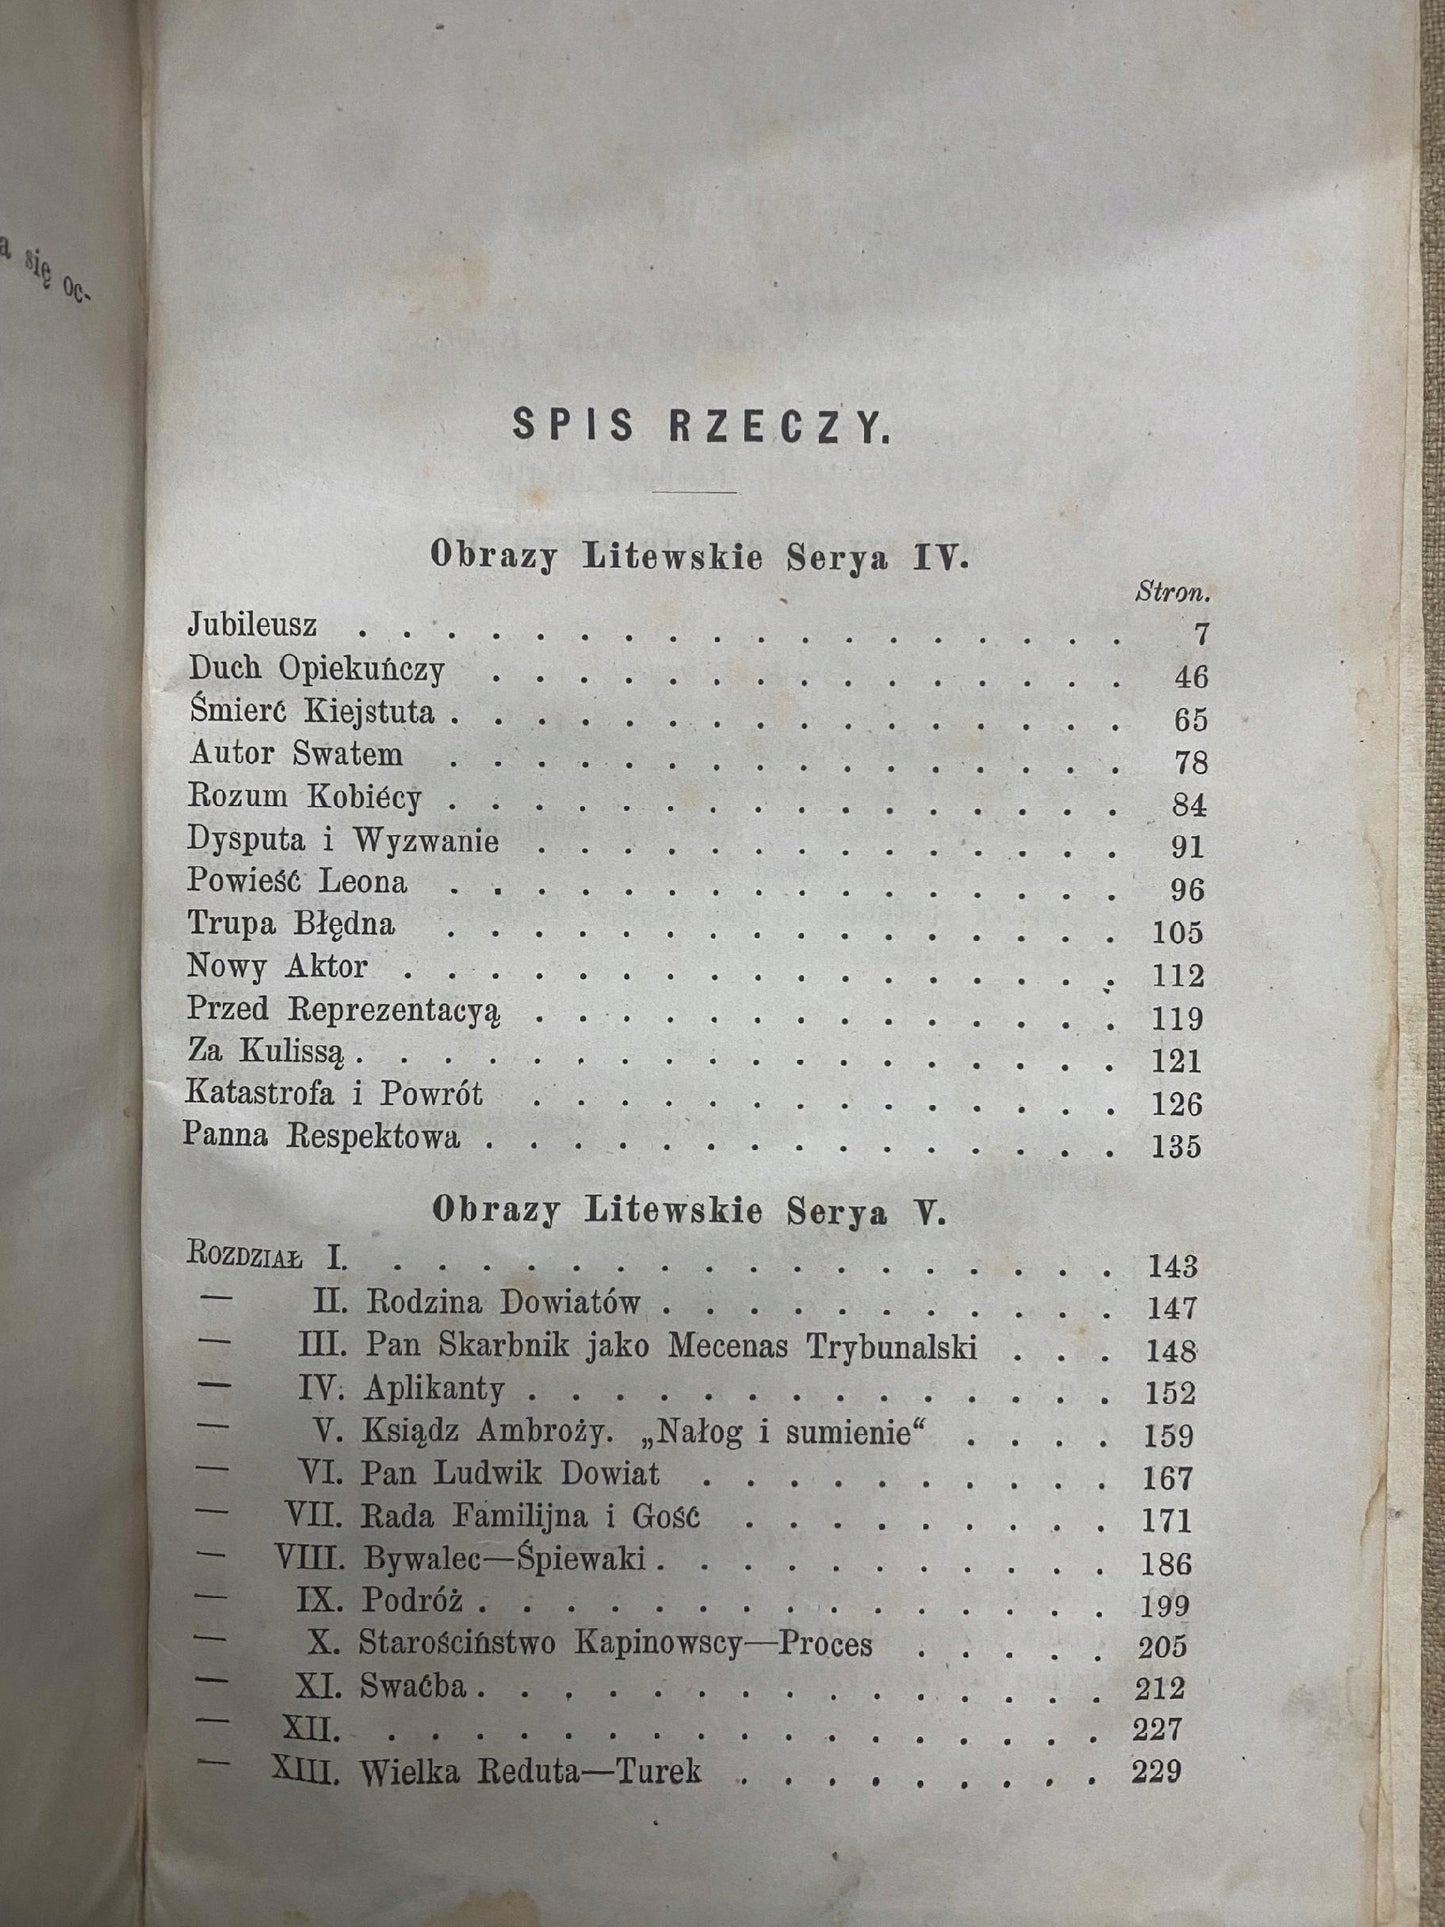 a się oc-
SPIS RZECZY.
Obrazy Litewskie Serya IV.
Stron.
Jubileusz . . . . . . . . . . . . . . . . . . 7
Duch Opiekuńczy . . . . . . . . . . . . . . . 46
Śmierć Kiejstuta . . . . . . . . . . . . . . . . 65
Autor Swatem . . . . . . . . . . . . . . . . 78
Rozum Kobiécy . . . . . . . . . . . . . . . . 84
Dysputa i Wyzwanie . . . . . . . . . . . . . . 91
Powieść Leona . . . . . . . . . . . . . . . . 96
Trupa Błędna . . . . . . . . . . . . . . . . 105
Nowy Aktor . . . . . . . . . . . . . . . . . 112
Przed Reprezentacyą . . . . . . . . . . . . . . 119
Za Kulissą . . . . . . . . . . . . . . . . . . 121
Katastrofa i Powrót . . . . . . . . . . . . . . 126
Panna Respektowa . . . . . . . . . . . . . . . 135
Obrazy Litewskie Serya V.
Rozdział I. . . . . . . . . . . . . . . . . . 143
— II. Rodzina Dowiatów . . . . . . . . . . . 147
— III. Pan Skarbnik jako Mecenas Trybunalski . . . 148
— IV. Aplikanty . . . . . . . . . . . . . . 152
— V. Ksiądz Ambroży. „Nałog i sumienie“ . . . . 159
— VI. Pan Ludwik Dowiat . . . . . . . . . . 167
— VII. Rada Familijna i Gość . . . . . . . . . 171
— VIII. Bywalec—Śpiewaki . . . . . . . . . . . 186
— IX. Podróż . . . . . . . . . . . . . . . 199
— X. Starościństwo Kapinowscy—Proces . . . . . 205
— XI. Swaćba . . . . . . . . . . . . . . . 212
— XII. . . . . . . . . . . . . . . . . . 227
— XIII. Wielka Reduta—Turek . . . . . . . . . 229